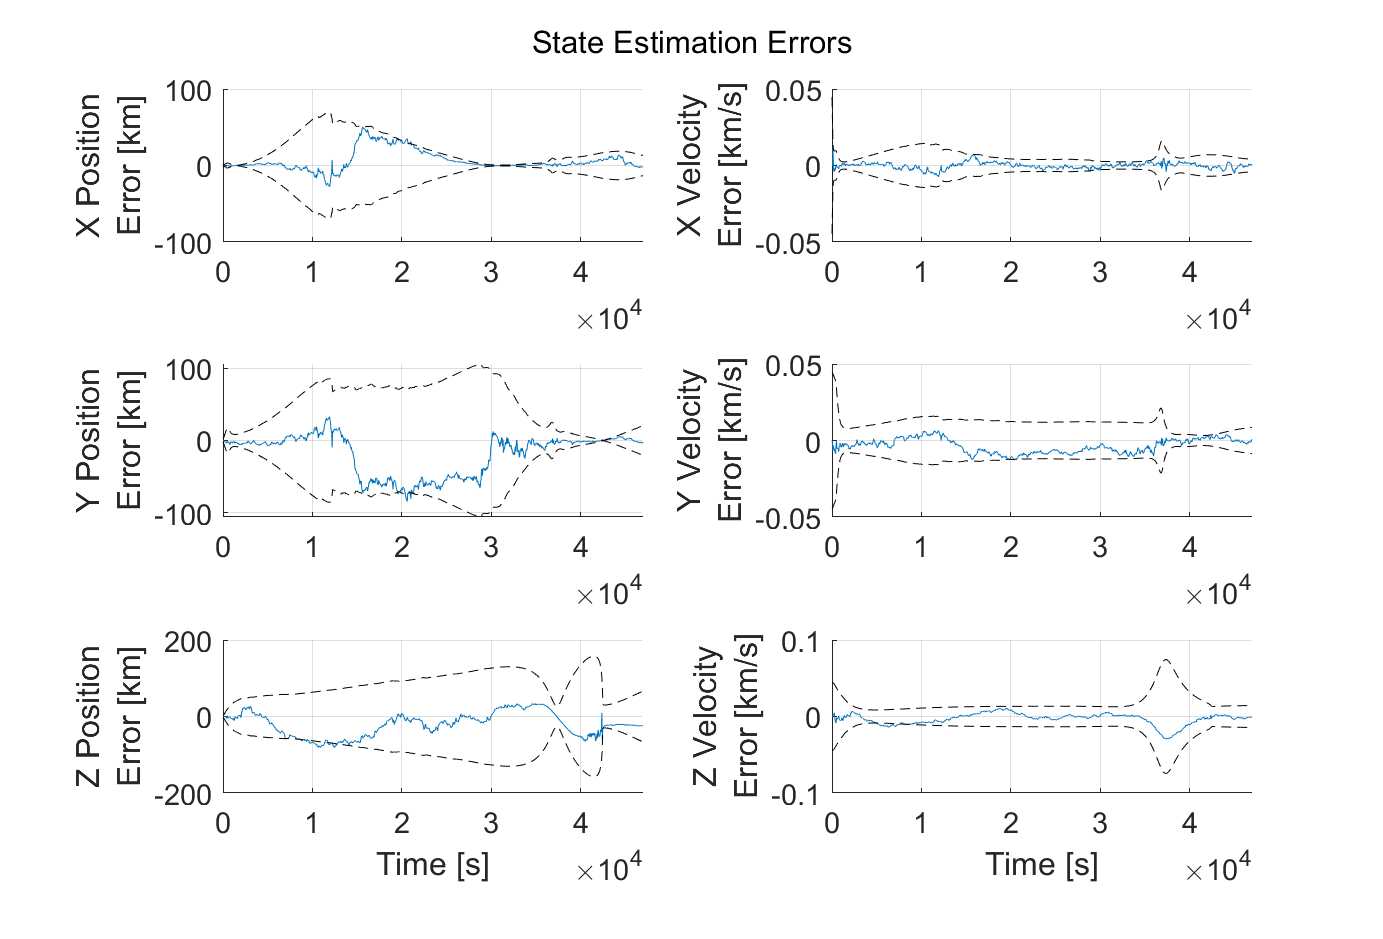 State Estimation Errors
X Position
Error [km]
100
0
-100
0 1 2 3 4
×10^4
X Velocity
Error [km/s]
0.05
0
-0.05
0 1 2 3 4
×10^4
Y Position
Error [km]
100
0
-100
0 1 2 3 4
×10^4
Y Velocity
Error [km/s]
0.05
0
-0.05
0 1 2 3 4
×10^4
Z Position
Error [km]
200
0
-200
0 1 2 3 4
Time [s]
×10^4
Z Velocity
Error [km/s]
0.1
0
-0.1
0 1 2 3 4
Time [s]
×10^4